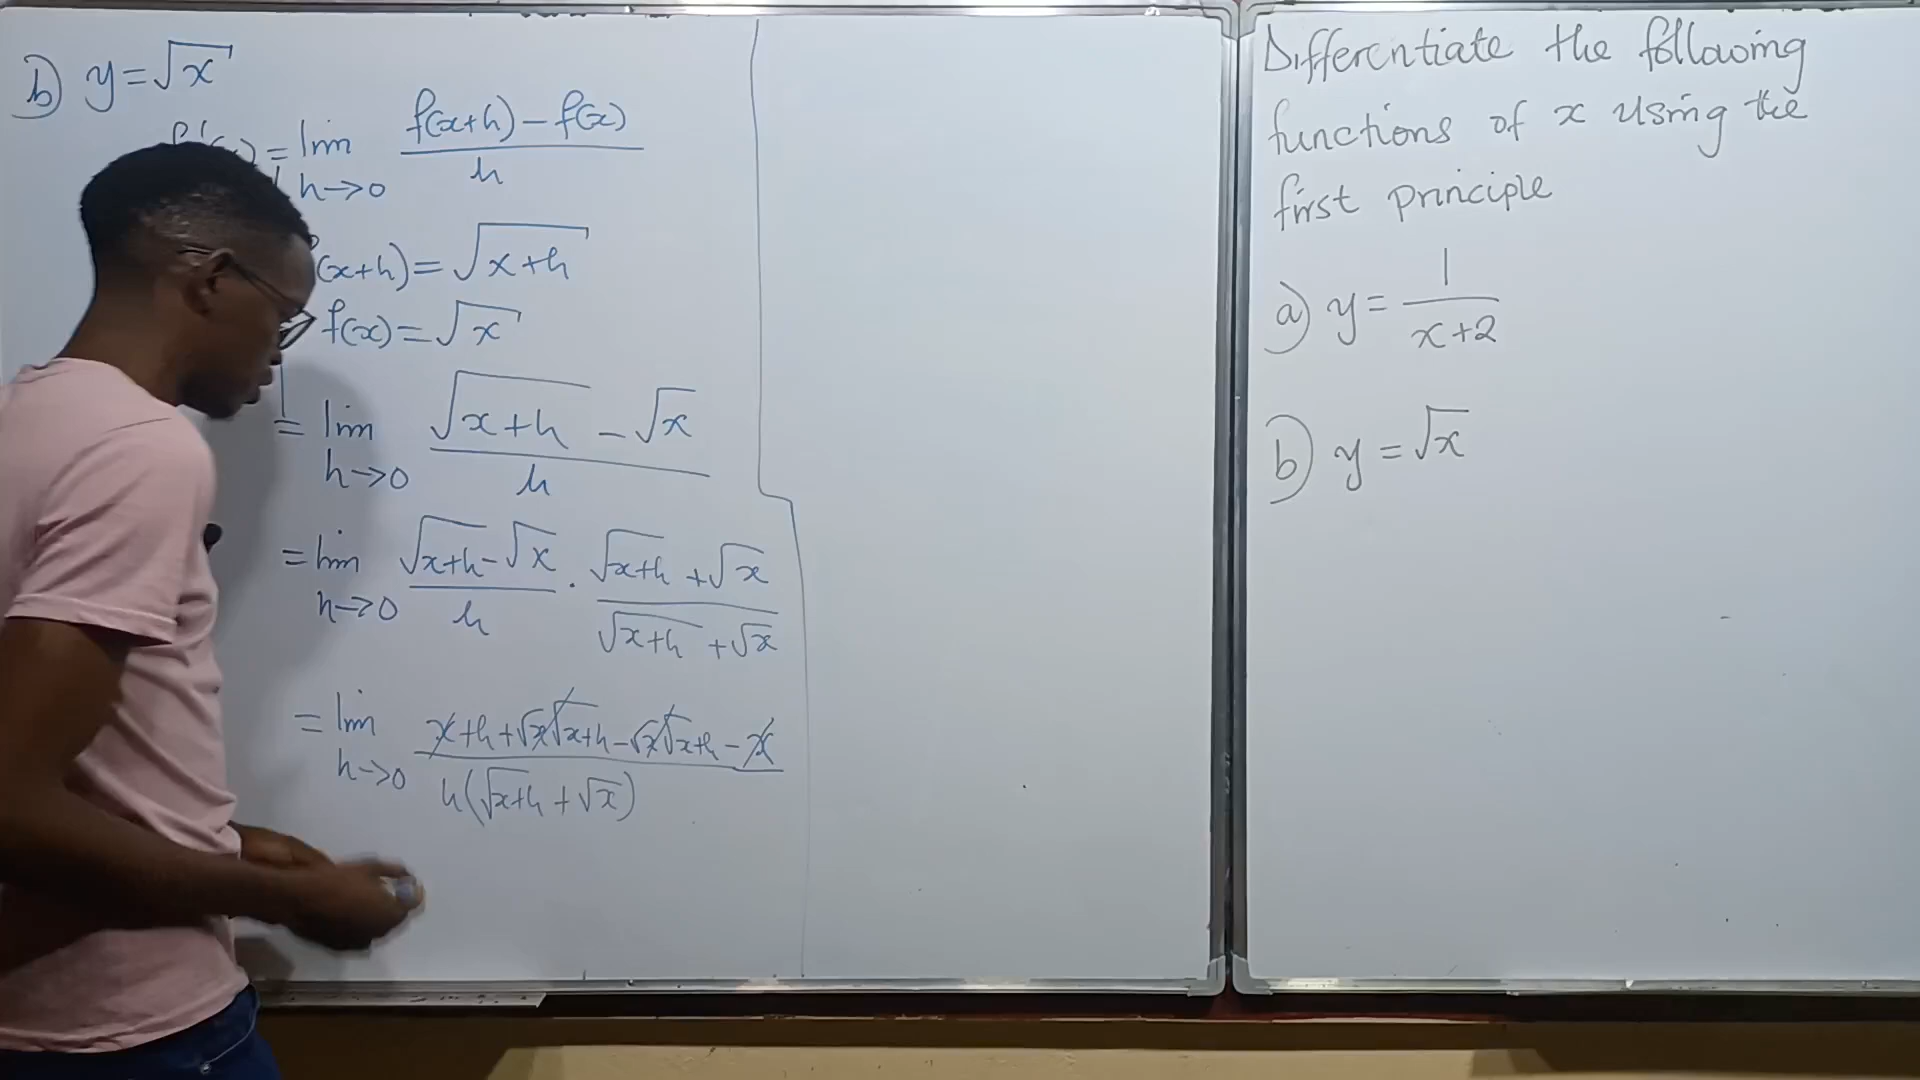 b) y=√x
f'(x) = lim h→0 (f(x+h) − f(x))/h
(x+h) = √(x+h)
f(x) = √x
= lim h→0 (√(x+h) − √x)/h
= lim h→0 (√(x+h) − √x)/h · (√(x+h) + √x)/(√(x+h) + √x)
= lim h→0 (x+h+√x√(x+h) − √x√(x+h) − x)/(h(√(x+h) + √x))
Differentiate the following
functions of x using the
first principle
a) y = 1/(x+2)
b) y = √x